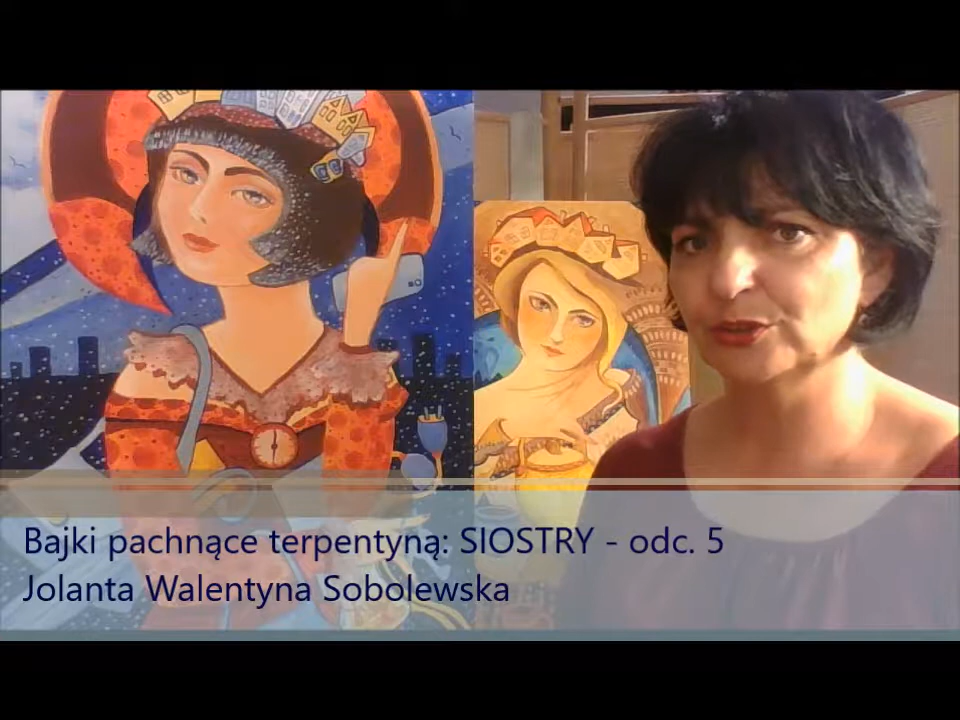 Bajki pachnące terpentyną: SIOSTRY - odc. 5
Jolanta Walentyna Sobolewska